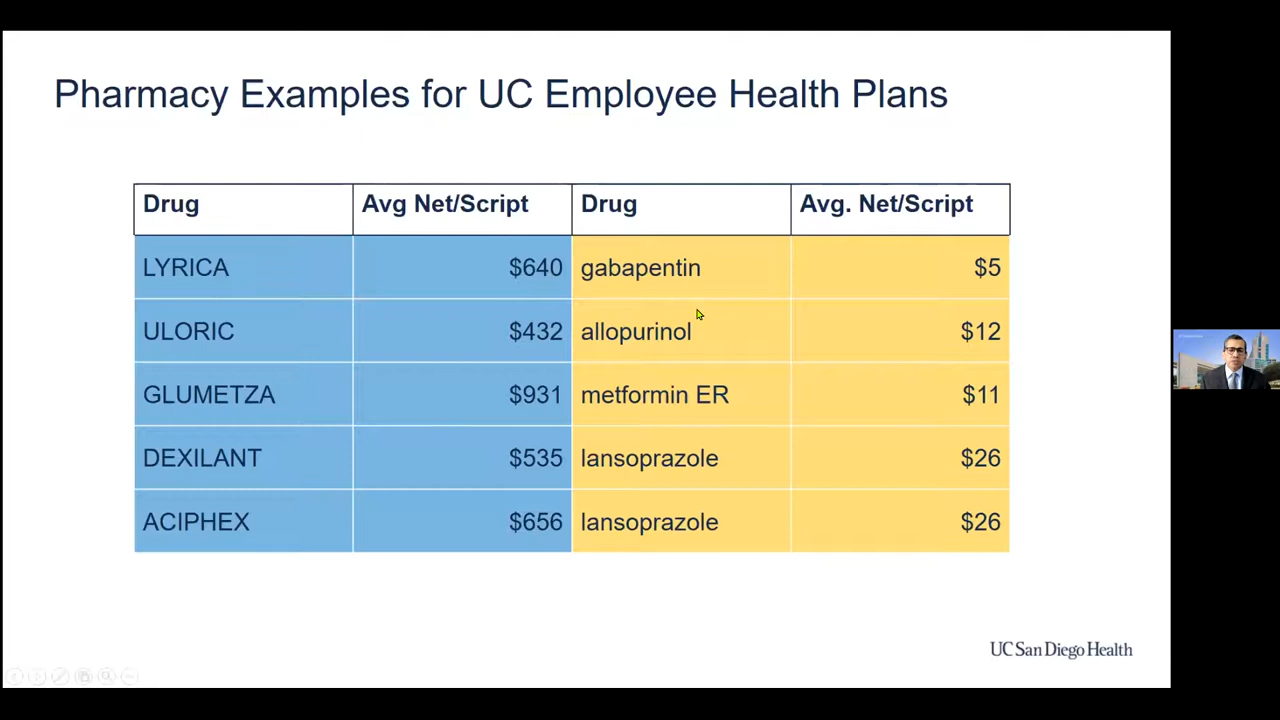 Pharmacy Examples for UC Employee Health Plans
Drug Avg Net/Script Drug Avg. Net/Script
LYRICA $640 gabapentin $5
ULORIC $432 allopurinol $12
GLUMETZA $931 metformin ER $11
DEXILANT $535 lansoprazole $26
ACIPHEX $656 lansoprazole $26
UC San Diego Health